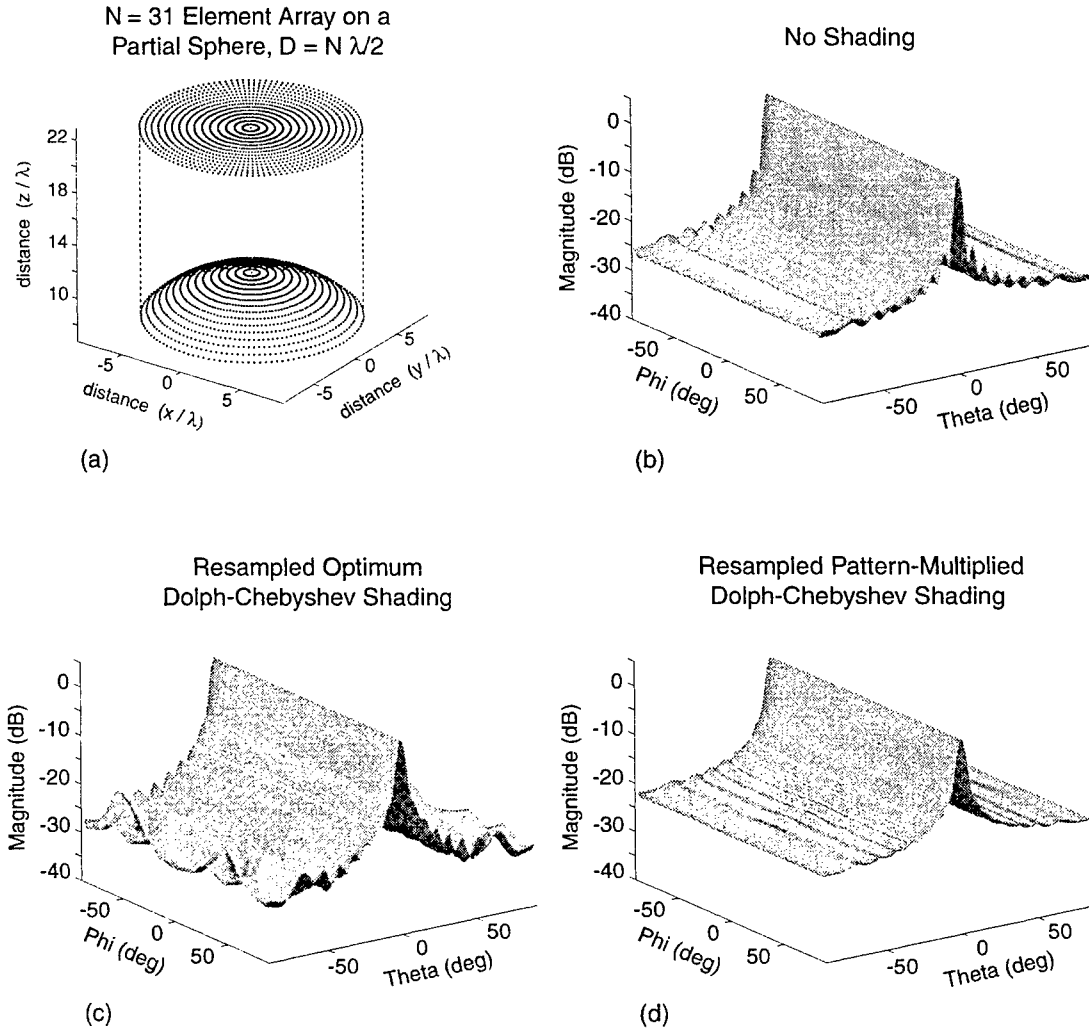 N = 31 Element Array on a
Partial Sphere, D = N λ/2
22
18
14
10
distance (z / λ)
-5
0
5
distance (x / λ)
-5
0
5
distance (y / λ)
(a)
No Shading
0
-10
-20
-30
-40
Magnitude (dB)
-50
0
50
Phi (deg)
-50
0
50
Theta (deg)
(b)
Resampled Optimum
Dolph-Chebyshev Shading
0
-10
-20
-30
-40
Magnitude (dB)
-50
0
50
Phi (deg)
-50
0
50
Theta (deg)
(c)
Resampled Pattern-Multiplied
Dolph-Chebyshev Shading
0
-10
-20
-30
-40
Magnitude (dB)
-50
0
50
Phi (deg)
-50
0
50
Theta (deg)
(d)